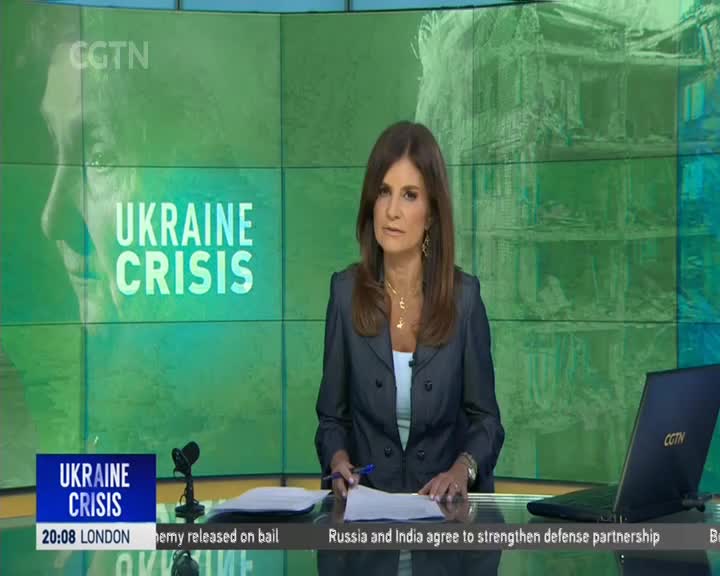 CGTN
UKRAINE
CRISIS
CGTN
UKRAINE
CRISIS
20:08 LONDON
released on bail
Russia and India agree to strengthen defense partnership